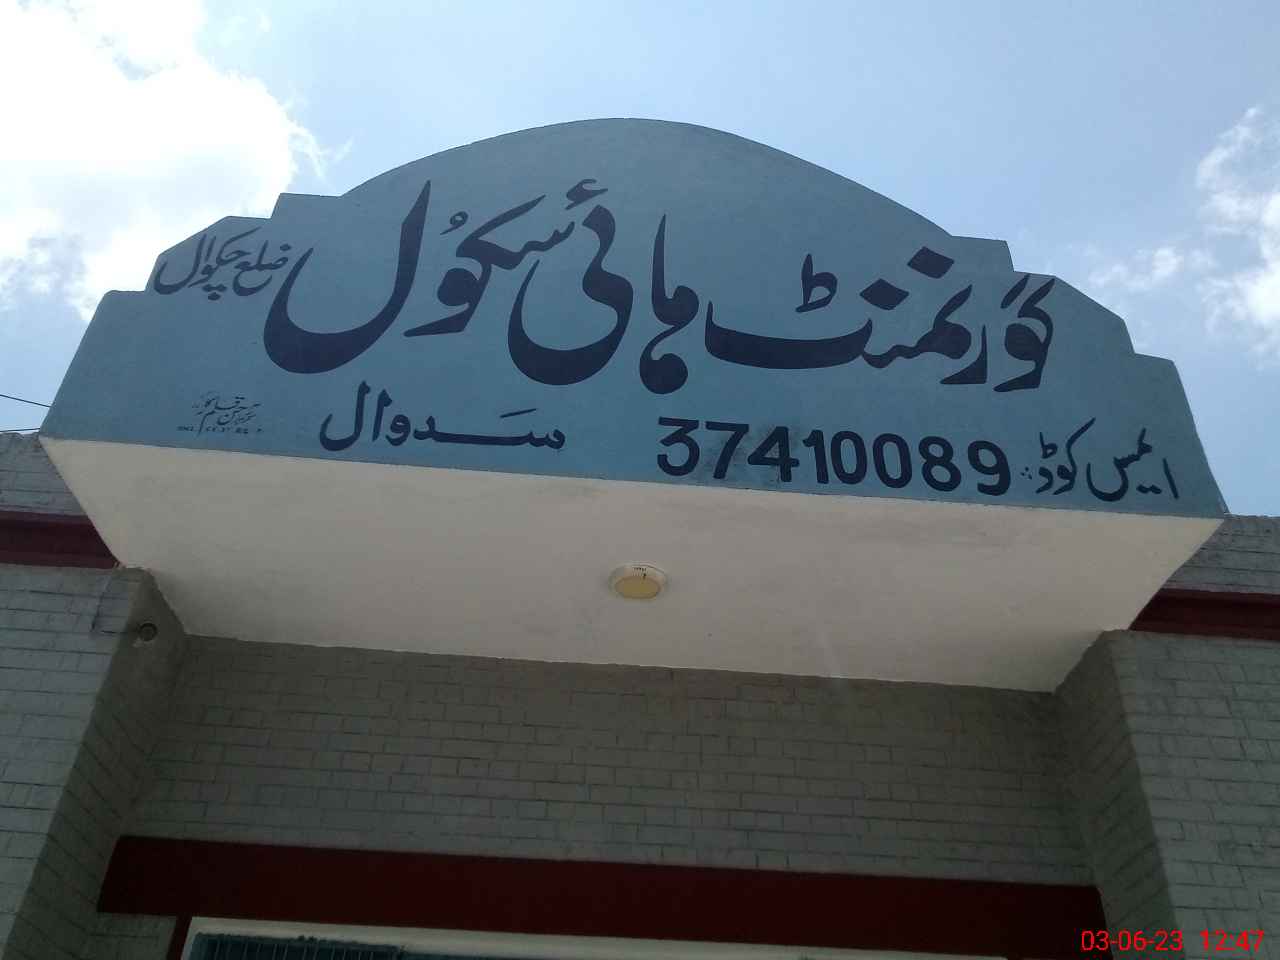 گورنمنٹ ہائی سکول ضلع چکوال
ایمس کوڈ: 37410089 سدوال
03-06-23 12:47